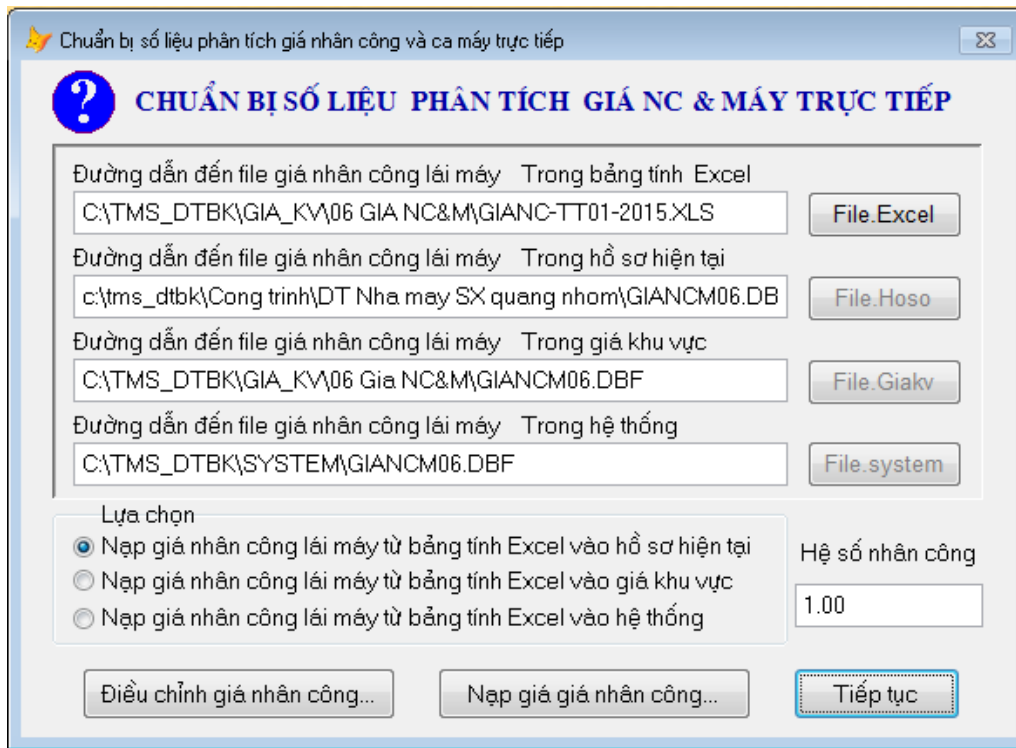 Chuẩn bị số liệu phân tích giá nhân công và ca máy trực tiếp
? CHUẨN BỊ SỐ LIỆU PHÂN TÍCH GIÁ NC & MÁY TRỰC TIẾP
Đường dẫn đến file giá nhân công lái máy Trong bảng tính Excel
C:\TMS_DTBK\GIA_KV\06 GIA NC&M\GIANC-TT01-2015.XLS File.Excel
Đường dẫn đến file giá nhân công lái máy Trong hồ sơ hiện tại
c:\tms_dtbk\Cong trinh\DT Nha may SX quang nhom\GIANCM06.DB File.Hoso
Đường dẫn đến file giá nhân công lái máy Trong giá khu vực
C:\TMS_DTBK\GIA_KV\06 Gia NC&M\GIANCM06.DBF File.Giakv
Đường dẫn đến file giá nhân công lái máy Trong hệ thống
C:\TMS_DTBK\SYSTEM\GIANCM06.DBF File.system
Lựa chọn
Nạp giá nhân công lái máy từ bảng tính Excel vào hồ sơ hiện tại
Nạp giá nhân công lái máy từ bảng tính Excel vào giá khu vực
Nạp giá nhân công lái máy từ bảng tính Excel vào hệ thống
Hệ số nhân công
1.00
Điều chỉnh giá nhân công... Nạp giá giá nhân công... Tiếp tục